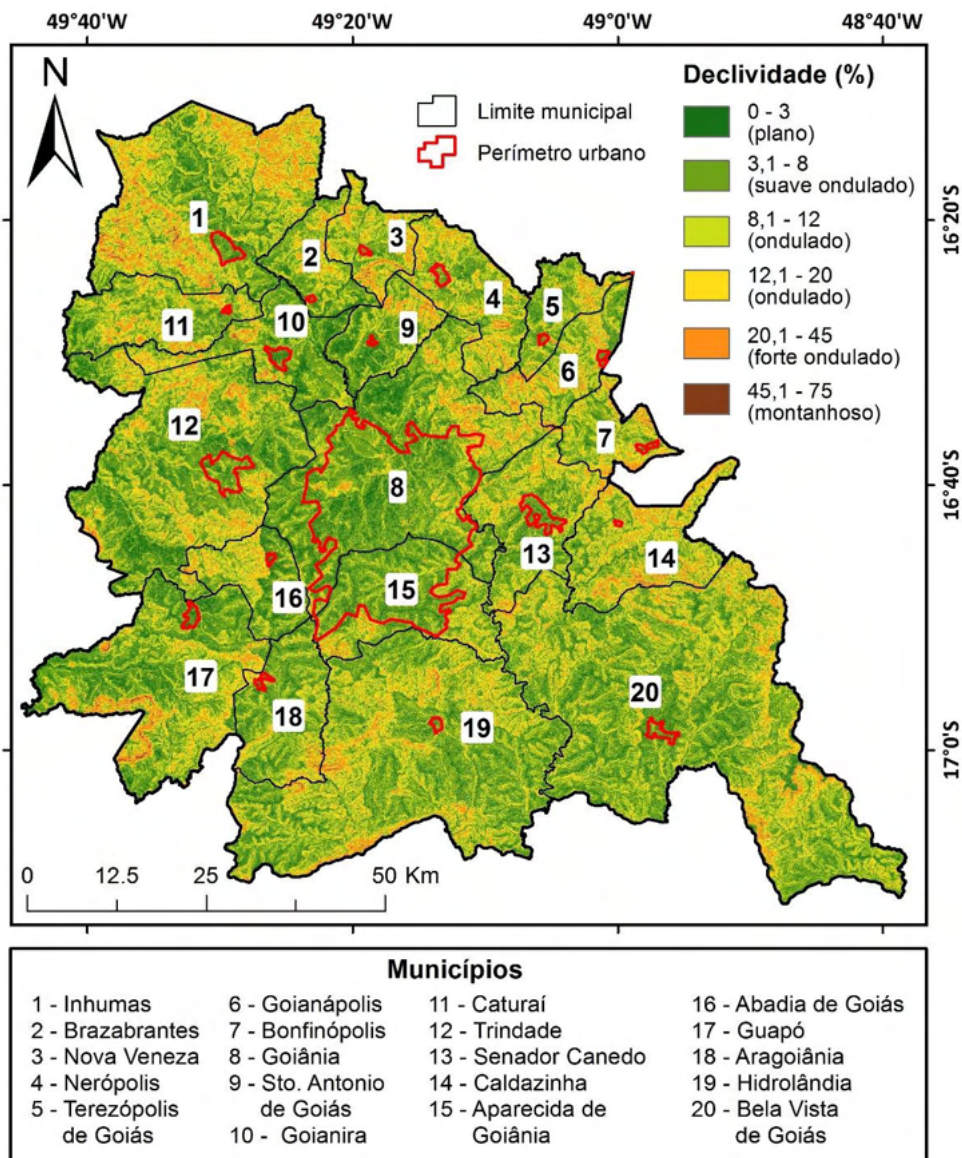 49°40'W 49°20'W 49°0'W 48°40'W
N
Limite municipal
Perímetro urbano
Declividade (%)
0 - 3
(plano)
3,1 - 8
(suave ondulado)
8,1 - 12
(ondulado)
12,1 - 20
(ondulado)
20,1 - 45
(forte ondulado)
45,1 - 75
(montanhoso)
16°20'S
16°40'S
17°0'S
1
2
3
4
5
6
7
8
9
10
11
12
13
14
15
16
17
18
19
20
0 12.5 25 50 Km
Municípios
1 - Inhumas
2 - Brazabrantes
3 - Nova Veneza
4 - Nerópolis
5 - Terezópolis
de Goiás
6 - Goianápolis
7 - Bonfinópolis
8 - Goiânia
9 - Sto. Antonio
de Goiás
10 - Goianira
11 - Caturaí
12 - Trindade
13 - Senador Canedo
14 - Caldazinha
15 - Aparecida de
Goiânia
16 - Abadia de Goiás
17 - Guapó
18 - Aragoiânia
19 - Hidrolândia
20 - Bela Vista
de Goiás